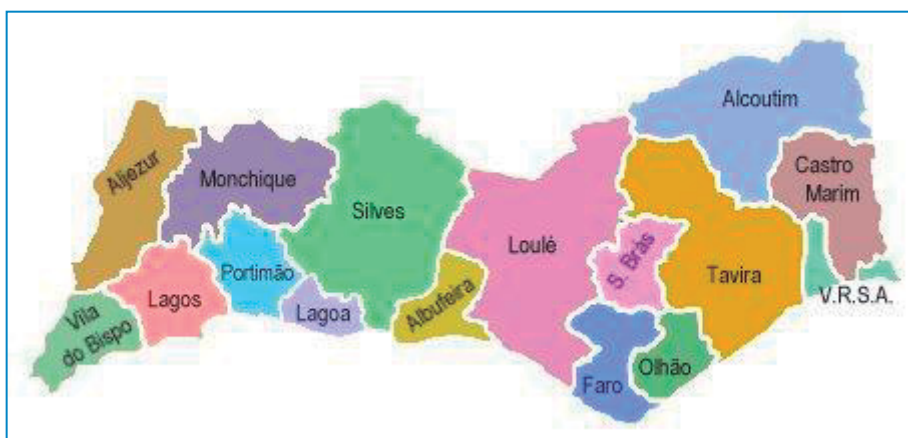 Alcoutim
Aljezur
Monchique
Castro
Marim
Silves
Loulé
S. Brás
Portimão
Tavira
Lagos
Lagoa
Albufeira
V.R.S.A.
Vila
do Bispo
Faro
Olhão